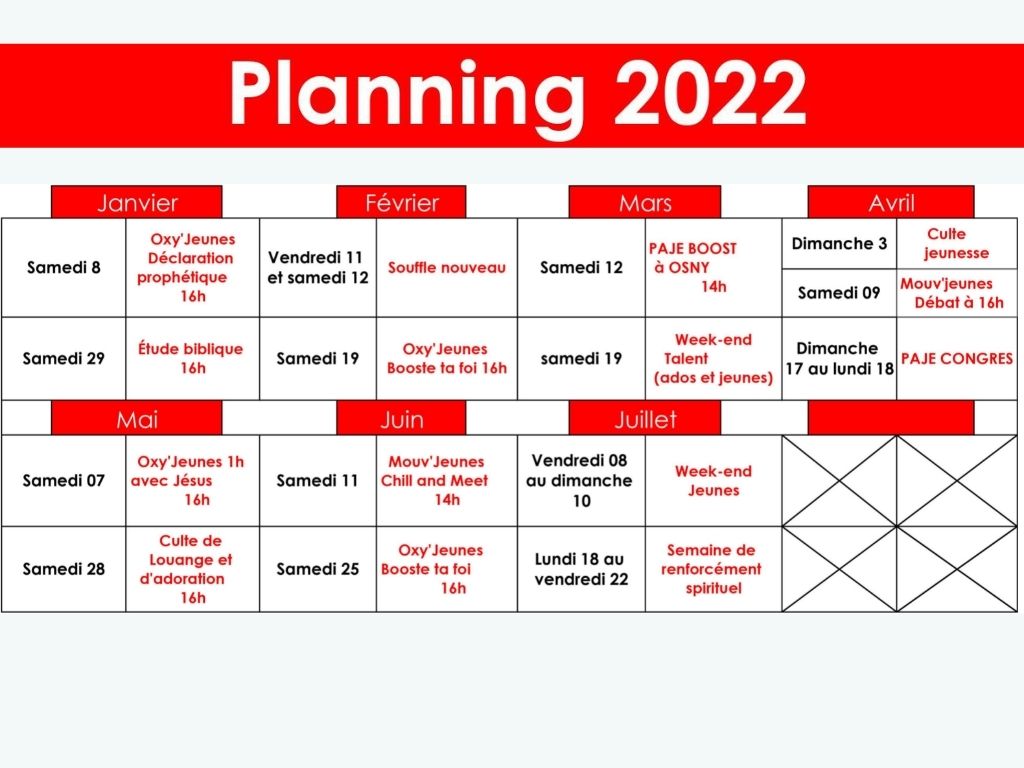 Planning 2022
Janvier
Février
Mars
Avril
Samedi 8
Oxy'Jeunes
Déclaration
prophétique
16h
Vendredi 11
et samedi 12
Souffle nouveau
Samedi 12
PAJE BOOST
à OSNY
14h
Dimanche 3
Culte
jeunesse
Samedi 09
Mouv'jeunes
Débat à 16h
Samedi 29
Étude biblique
16h
Samedi 19
Oxy'Jeunes
Booste ta foi 16h
samedi 19
Week-end
Talent
(ados et jeunes)
Dimanche
17 au lundi 18
PAJE CONGRES
Mai
Juin
Juillet
Samedi 07
Oxy'Jeunes 1h
avec Jésus
16h
Samedi 11
Mouv'Jeunes
Chill and Meet
14h
Vendredi 08
au dimanche
10
Week-end
Jeunes
Samedi 28
Culte de
Louange et
d'adoration
16h
Samedi 25
Oxy'Jeunes
Booste ta foi
16h
Lundi 18 au
vendredi 22
Semaine de
renforcément
spirituel